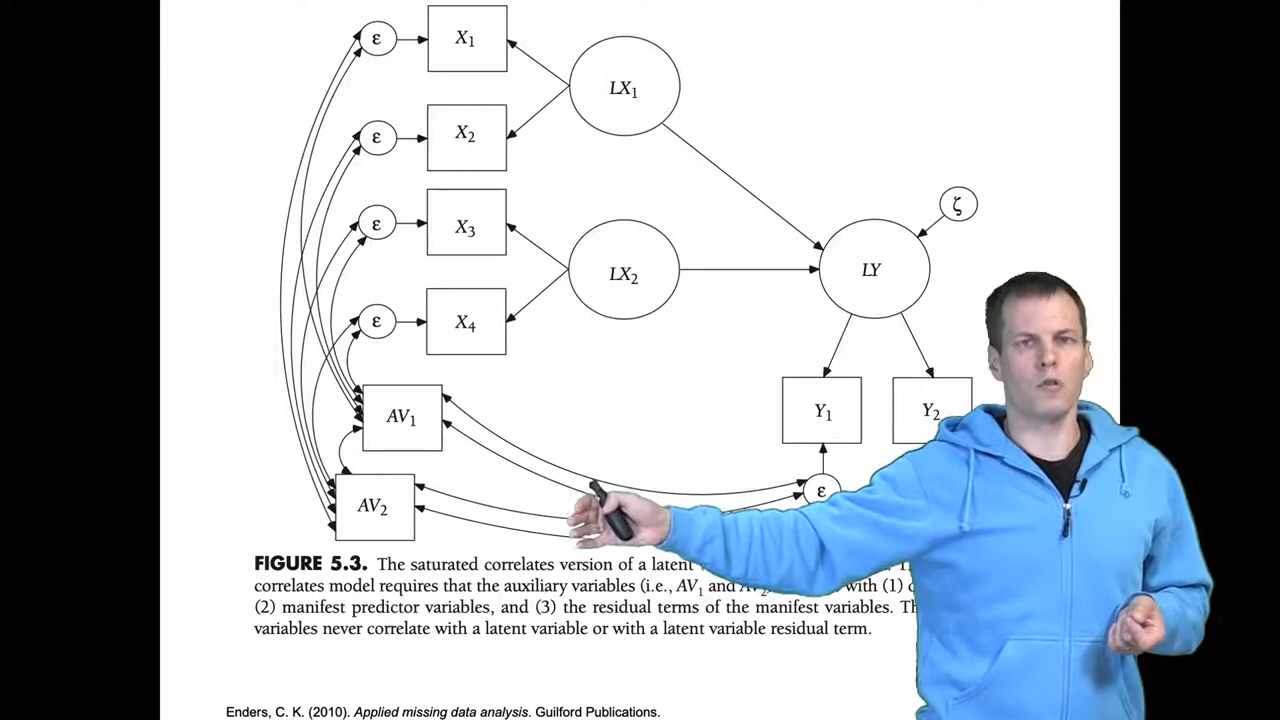 ε X1 LX1
ε X2
ζ
ε X3 LX2 LY
ε X4
AV1 Y1 Y2
AV2 ε
FIGURE 5.3. The saturated correlates version of a latent
correlates model requires that the auxiliary variables (i.e., AV1 and AV2 with (1)
(2) manifest predictor variables, and (3) the residual terms of the manifest variables.
variables never correlate with a latent variable or with a latent variable residual term.
Enders, C. K. (2010). Applied missing data analysis. Guilford Publications.